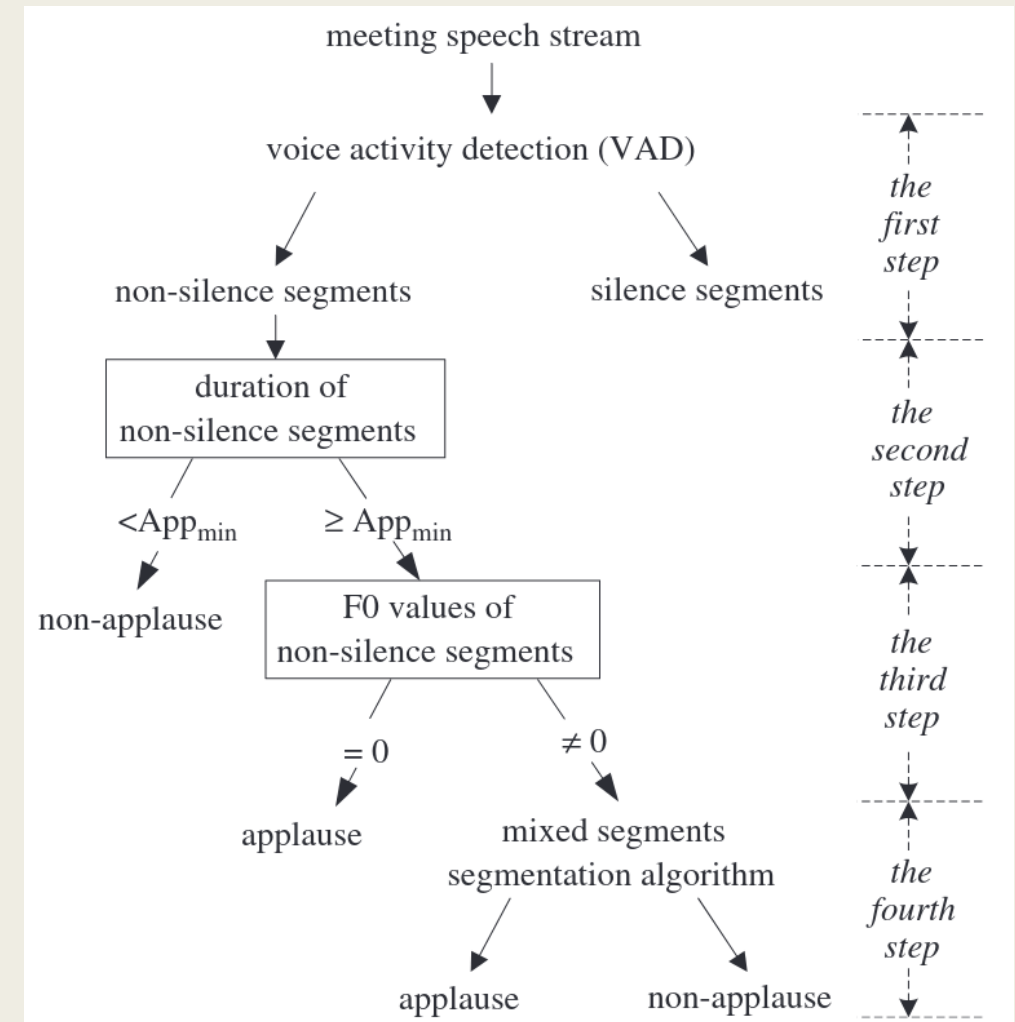 meeting speech stream
voice activity detection (VAD)
the
first
step
non-silence segments
silence segments
duration of
non-silence segments
the
second
step
<App_min
≥ App_min
non-applause
F0 values of
non-silence segments
the
third
step
= 0
≠ 0
applause
mixed segments
segmentation algorithm
the
fourth
step
applause
non-applause